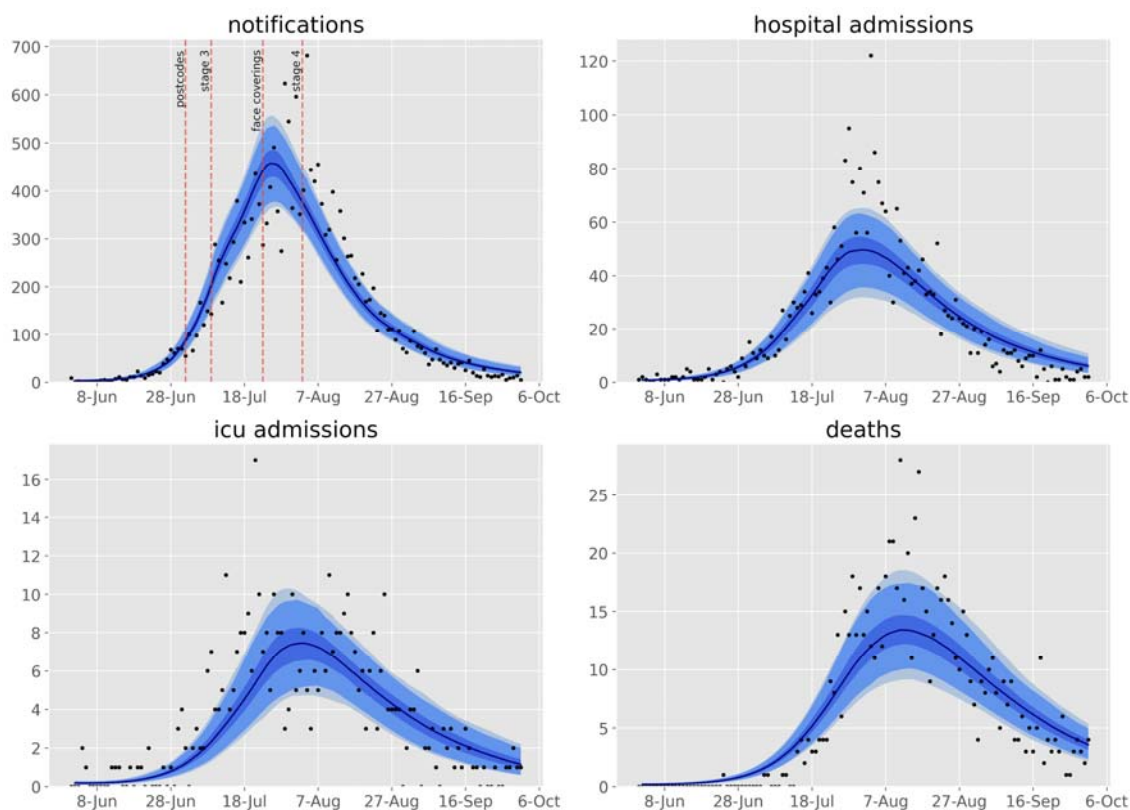 notifications
700
600
500
400
300
200
100
0
postcodes
stage 3
face coverings
stage 4
8-Jun 28-Jun 18-Jul 7-Aug 27-Aug 16-Sep 6-Oct
hospital admissions
120
100
80
60
40
20
0
8-Jun 28-Jun 18-Jul 7-Aug 27-Aug 16-Sep 6-Oct
icu admissions
16
14
12
10
8
6
4
2
0
8-Jun 28-Jun 18-Jul 7-Aug 27-Aug 16-Sep 6-Oct
deaths
25
20
15
10
5
0
8-Jun 28-Jun 18-Jul 7-Aug 27-Aug 16-Sep 6-Oct